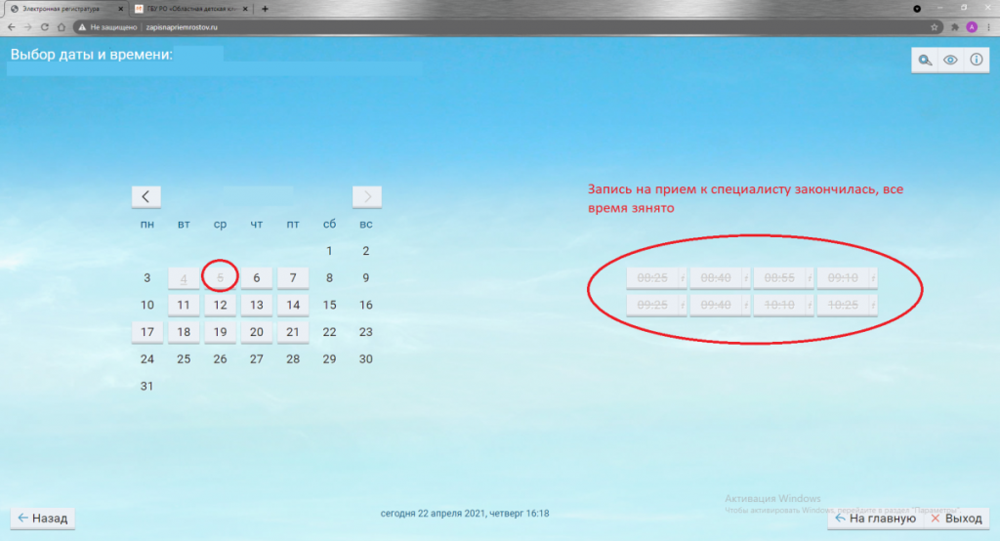 Электронная регистратура
ГБУ РО «Областная детская кли
Не защищено | zapisnapriemrostov.ru
A
Выбор даты и времени:
Запись на прием к специалисту закончилась, все
время зянято
пн вт ср чт пт сб вс
1 2
3 4 5 6 7 8 9
10 11 12 13 14 15 16
17 18 19 20 21 22 23
24 25 26 27 28 29 30
31
08:25 i 08:40 i 08:55 i 09:10 i
09:25 i 09:40 i 10:10 i 10:25 i
Активация Windows
Чтобы активировать Windows, перейдите в раздел "Параметры".
Назад
сегодня 22 апреля 2021, четверг 16:18
На главную
Выход